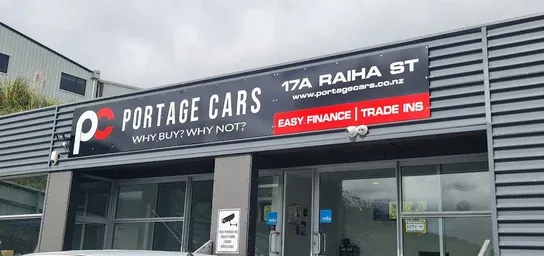 PC PORTAGE CARS
WHY BUY? WHY NOT?
17A RAIHA ST
www.portagecars.co.nz
EASY FINANCE | TRADE INS